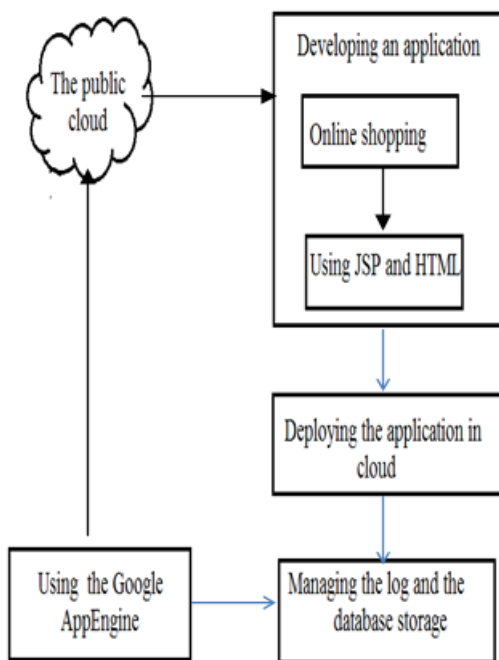 The public
cloud
Developing an application
Online shopping
Using JSP and HTML
Deploying the application in
cloud
Using the Google
AppEngine
Managing the log and the
database storage